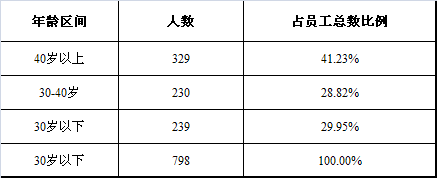 年龄区间 人数 占员工总数比例
40岁以上 329 41.23%
30-40岁 230 28.82%
30岁以下 239 29.95%
30岁以下 798 100.00%